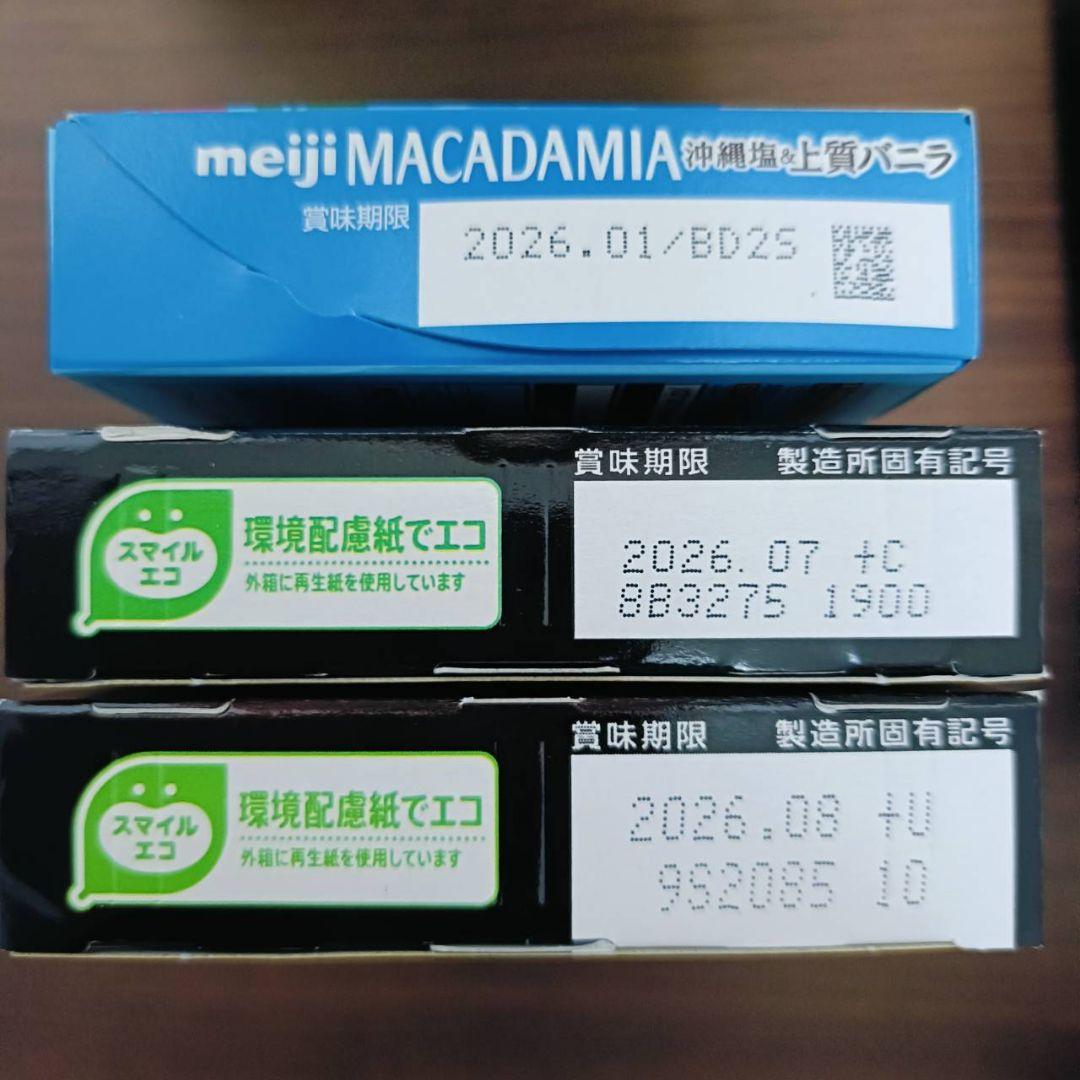 meiji MACADAMIA 沖縄塩&上質バニラ
賞味期限
2026.01/BD2S
賞味期限 製造所固有記号
スマイル
エコ
環境配慮紙でエコ
外箱に再生紙を使用しています
2026.07 +C
8B327S 1900
賞味期限 製造所固有記号
スマイル
エコ
環境配慮紙でエコ
外箱に再生紙を使用しています
2026.08 +U
9S208S 10